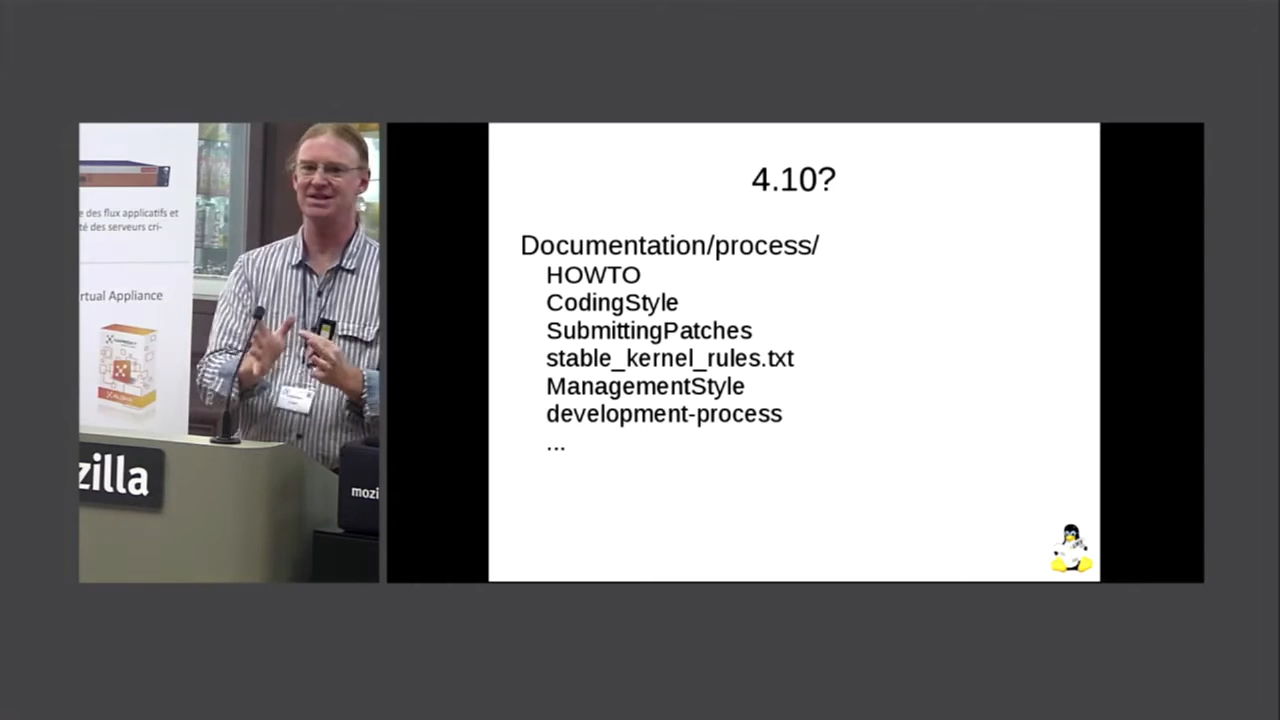 e des flux applicatifs et
té des serveurs cri-
rtual Appliance
zilla
mozi
4.10?
Documentation/process/
HOWTO
CodingStyle
SubmittingPatches
stable_kernel_rules.txt
ManagementStyle
development-process
...